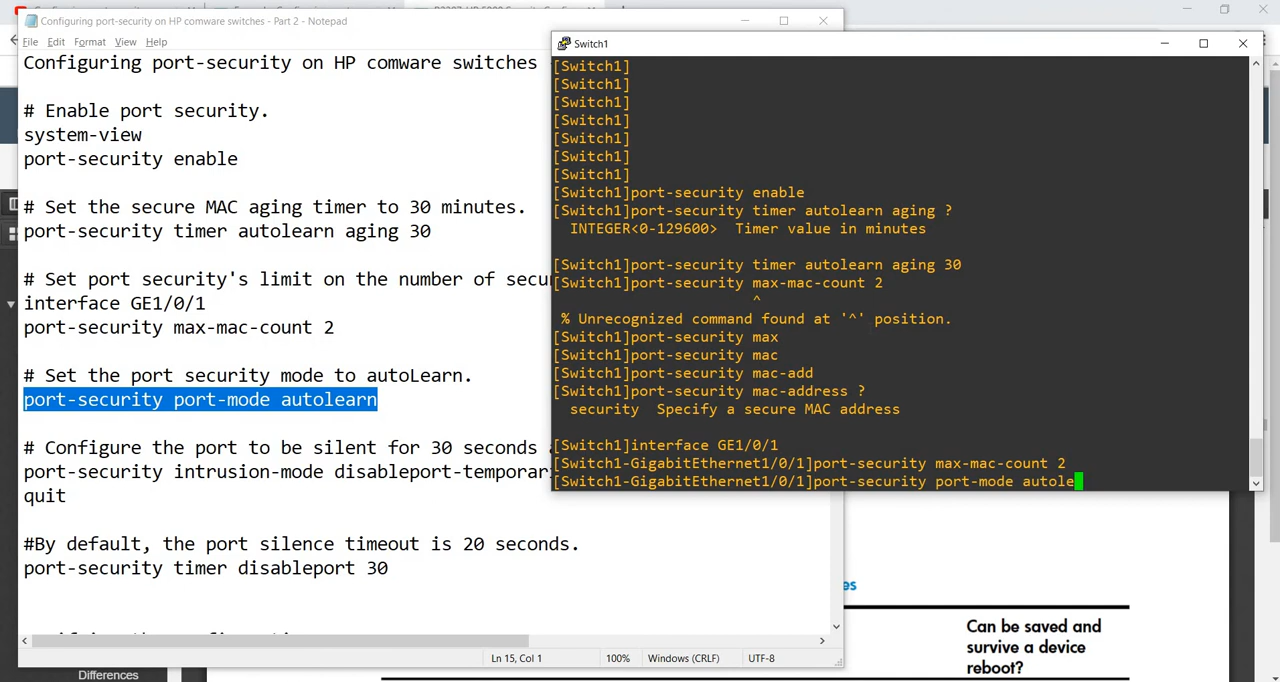 Configuring port-security on HP comware switches - Part 2 - Notepad
File Edit Format View Help
Configuring port-security on HP comware switches
# Enable port security.
system-view
port-security enable
# Set the secure MAC aging timer to 30 minutes.
port-security timer autolearn aging 30
# Set port security's limit on the number of secu
interface GE1/0/1
port-security max-mac-count 2
# Set the port security mode to autoLearn.
port-security port-mode autolearn
# Configure the port to be silent for 30 seconds
port-security intrusion-mode disableport-temporar
quit
#By default, the port silence timeout is 20 seconds.
port-security timer disableport 30
Ln 15, Col 1 100% Windows (CRLF) UTF-8
Switch1
[Switch1]
[Switch1]
[Switch1]
[Switch1]
[Switch1]
[Switch1]
[Switch1]
[Switch1]port-security enable
[Switch1]port-security timer autolearn aging ?
INTEGER<0-129600> Timer value in minutes
[Switch1]port-security timer autolearn aging 30
[Switch1]port-security max-mac-count 2
^
% Unrecognized command found at '^' position.
[Switch1]port-security max
[Switch1]port-security mac
[Switch1]port-security mac-add
[Switch1]port-security mac-address ?
security Specify a secure MAC address
[Switch1]interface GE1/0/1
[Switch1-GigabitEthernet1/0/1]port-security max-mac-count 2
[Switch1-GigabitEthernet1/0/1]port-security port-mode autole
es
Can be saved and
survive a device
reboot?
Differences